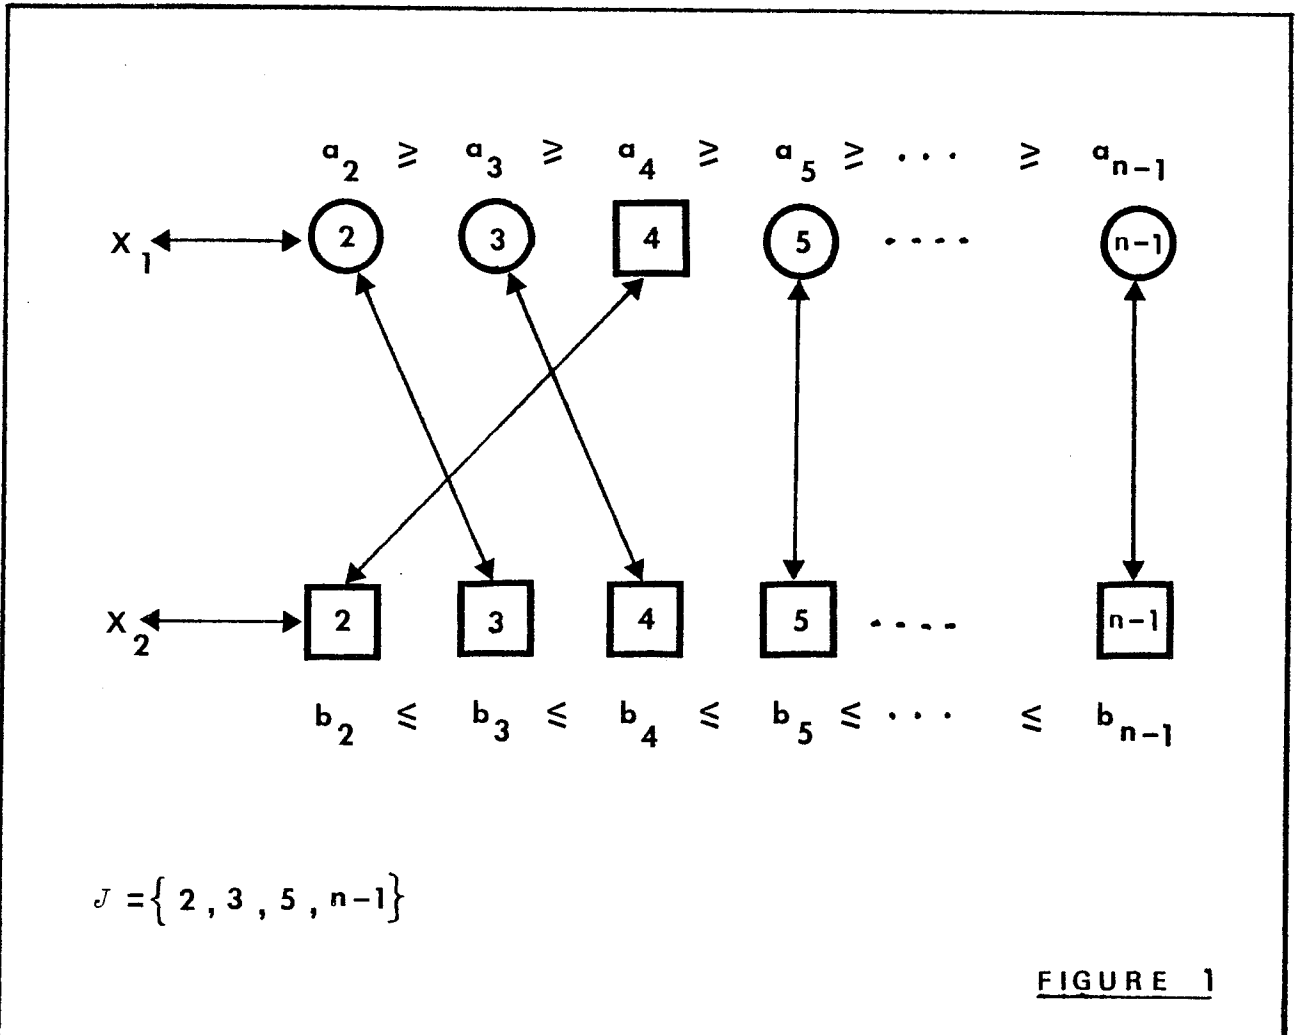 a₂ ≥ a₃ ≥ a₄ ≥ a₅ ≥ ··· ≥ aₙ₋₁
X₁ 2 3 4 5 ···· n-1
X₂ 2 3 4 5 ···· n-1
b₂ ≤ b₃ ≤ b₄ ≤ b₅ ≤ ··· ≤ bₙ₋₁
J = { 2 , 3 , 5 , n-1}
FIGURE 1